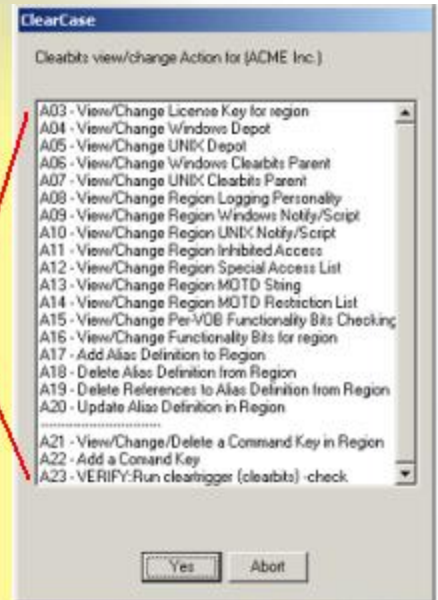 ClearCase
Clearbits view/change Action for (ACME Inc.)
A03 - View/Change License Key for region
A04 - View/Change Windows Depot
A05 - View/Change UNIX Depot
A06 - View/Change Windows Clearbits Parent
A07 - View/Change UNIX Clearbits Parent
A08 - View/Change Region Logging Personality
A09 - View/Change Region Windows Notify/Script
A10 - View/Change Region UNIX Notify/Script
A11 - View/Change Region Inhibited Access
A12 - View/Change Region Special Access List
A13 - View/Change Region MOTD String
A14 - View/Change Region MOTD Restriction List
A15 - View/Change Per-VOB Functionality Bits Checking
A16 - View/Change Functionality Bits for region
A17 - Add Alias Definition to Region
A18 - Delete Alias Definition from Region
A19 - Delete References to Alias Definition from Region
A20 - Update Alias Definition in Region
------------------------------
A21 - View/Change/Delete a Command Key in Region
A22 - Add a Comand Key
A23 - VERIFY:Run cleartrigger (clearbits) -check
Yes
Abort